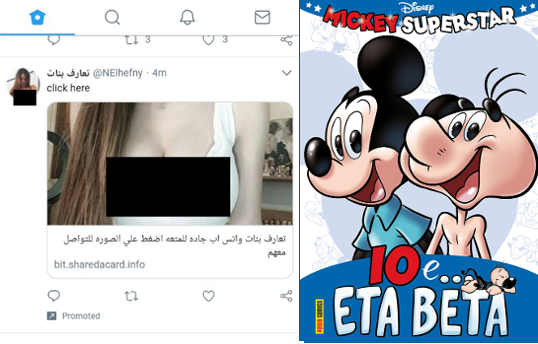 3
3
تعارف بنات @NElhefny · 4m
click here
تعارف بنات واتس اب جاده للمتعه اضغط علي الصوره للتواصل
معهم
bit.sharedacard.info
Promoted
Disney
MICKEY SUPERSTAR
IO e...
ETA BETA
PANINI COMICS